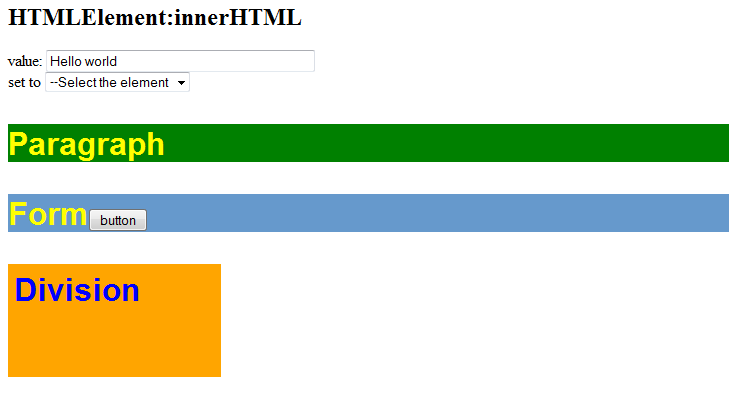 HTMLElement:innerHTML
value: Hello world
set to --Select the element
Paragraph
Form button
Division